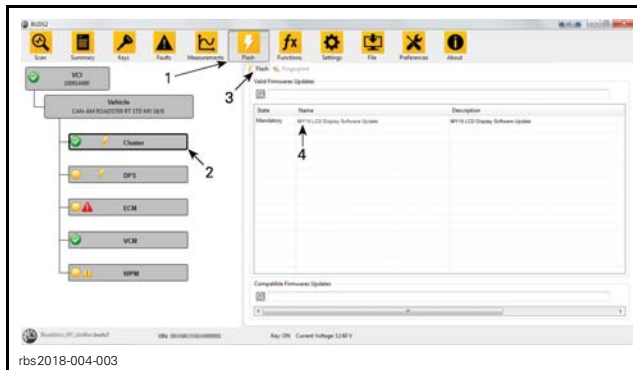 BUDS2
Scan Summary Keys Faults Measurements Flash Functions Settings File Preferences About
1
VCI
Flash Fingerprint
3
Valid Firmwares Updates
Vehicle
CAN-AM ROADSTER RT STD MY 18/8
State Name Description
Mandatory MY18 LCD Display Software Update MY18 LCD Display Software Update
4
Cluster
2
DPS
ECM
VCM
WPM
Compatible Firmwares Updates
Key: ON Current Voltage: 12.60 V
rbs2018-004-003